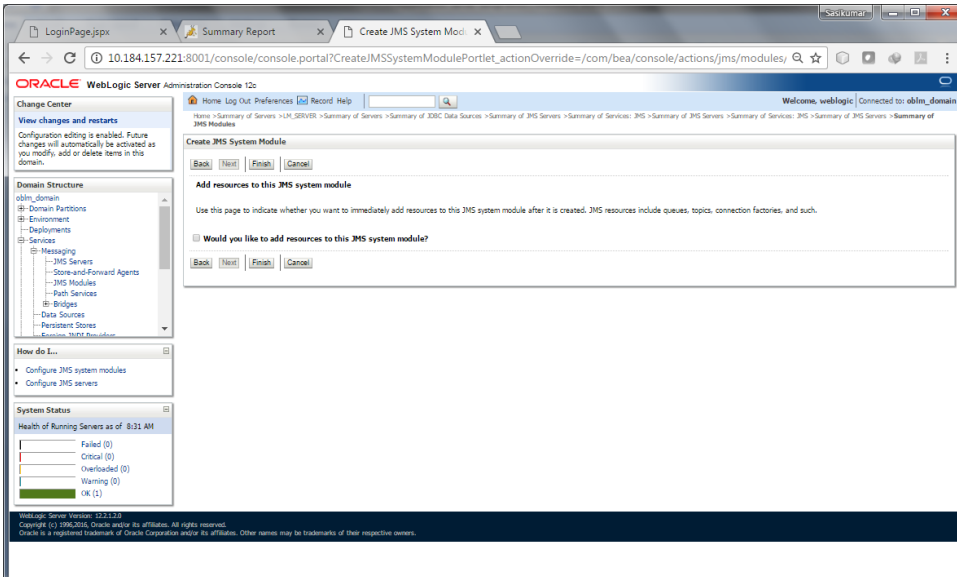 Sasikumar
LoginPage.jspx
Summary Report
Create JMS System Mod
10.184.157.221:8001/console/console.portal?CreateJMSSystemModulePortlet_actionOverride=/com/bea/console/actions/jms/modules/
ORACLE WebLogic Server Administration Console 12c
Change Center
View changes and restarts
Configuration editing is enabled. Future
changes will automatically be activated as
you modify, add or delete items in this
domain.
Domain Structure
oblm_domain
Domain Partitions
Environment
Deployments
Services
Messaging
JMS Servers
Store-and-Forward Agents
JMS Modules
Path Services
Bridges
Data Sources
Persistent Stores
Foreign JNDI Providers
How do I...
Configure JMS system modules
Configure JMS servers
System Status
Health of Running Servers as of 8:31 AM
Failed (0)
Critical (0)
Overloaded (0)
Warning (0)
OK (1)
Home Log Out Preferences Record Help
Welcome, weblogic Connected to: oblm_domain
Home >Summary of Servers >LM_SERVER >Summary of Servers >Summary of JDBC Data Sources >Summary of JMS Servers >Summary of Services: JMS >Summary of JMS Servers >Summary of Services: JMS >Summary of JMS Servers >Summary of
JMS Modules
Create JMS System Module
Back Next Finish Cancel
Add resources to this JMS system module
Use this page to indicate whether you want to immediately add resources to this JMS system module after it is created. JMS resources include queues, topics, connection factories, and such.
Would you like to add resources to this JMS system module?
Back Next Finish Cancel
WebLogic Server Version: 12.2.1.2.0
Copyright (c) 1996,2016, Oracle and/or its affiliates. All rights reserved.
Oracle is a registered trademark of Oracle Corporation and/or its affiliates. Other names may be trademarks of their respective owners.